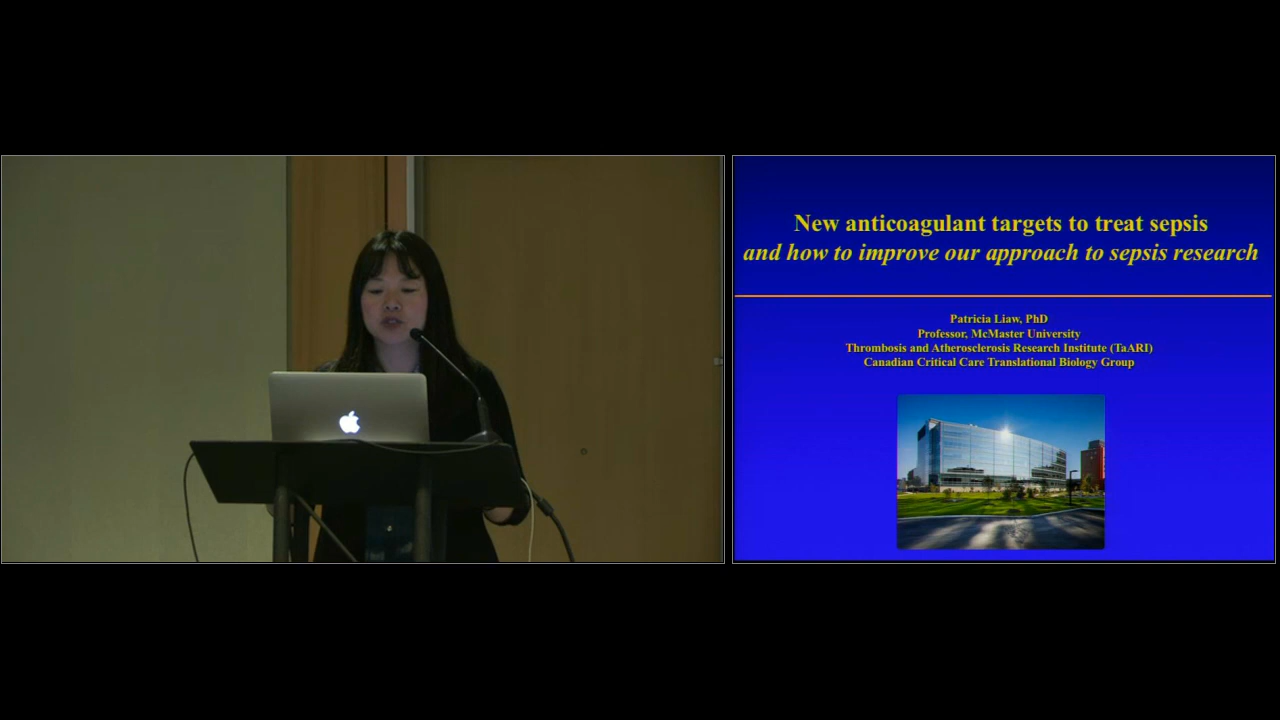 New anticoagulant targets to treat sepsis
and how to improve our approach to sepsis research
Patricia Liaw, PhD
Professor, McMaster University
Thrombosis and Atherosclerosis Research Institute (TaARI)
Canadian Critical Care Translational Biology Group